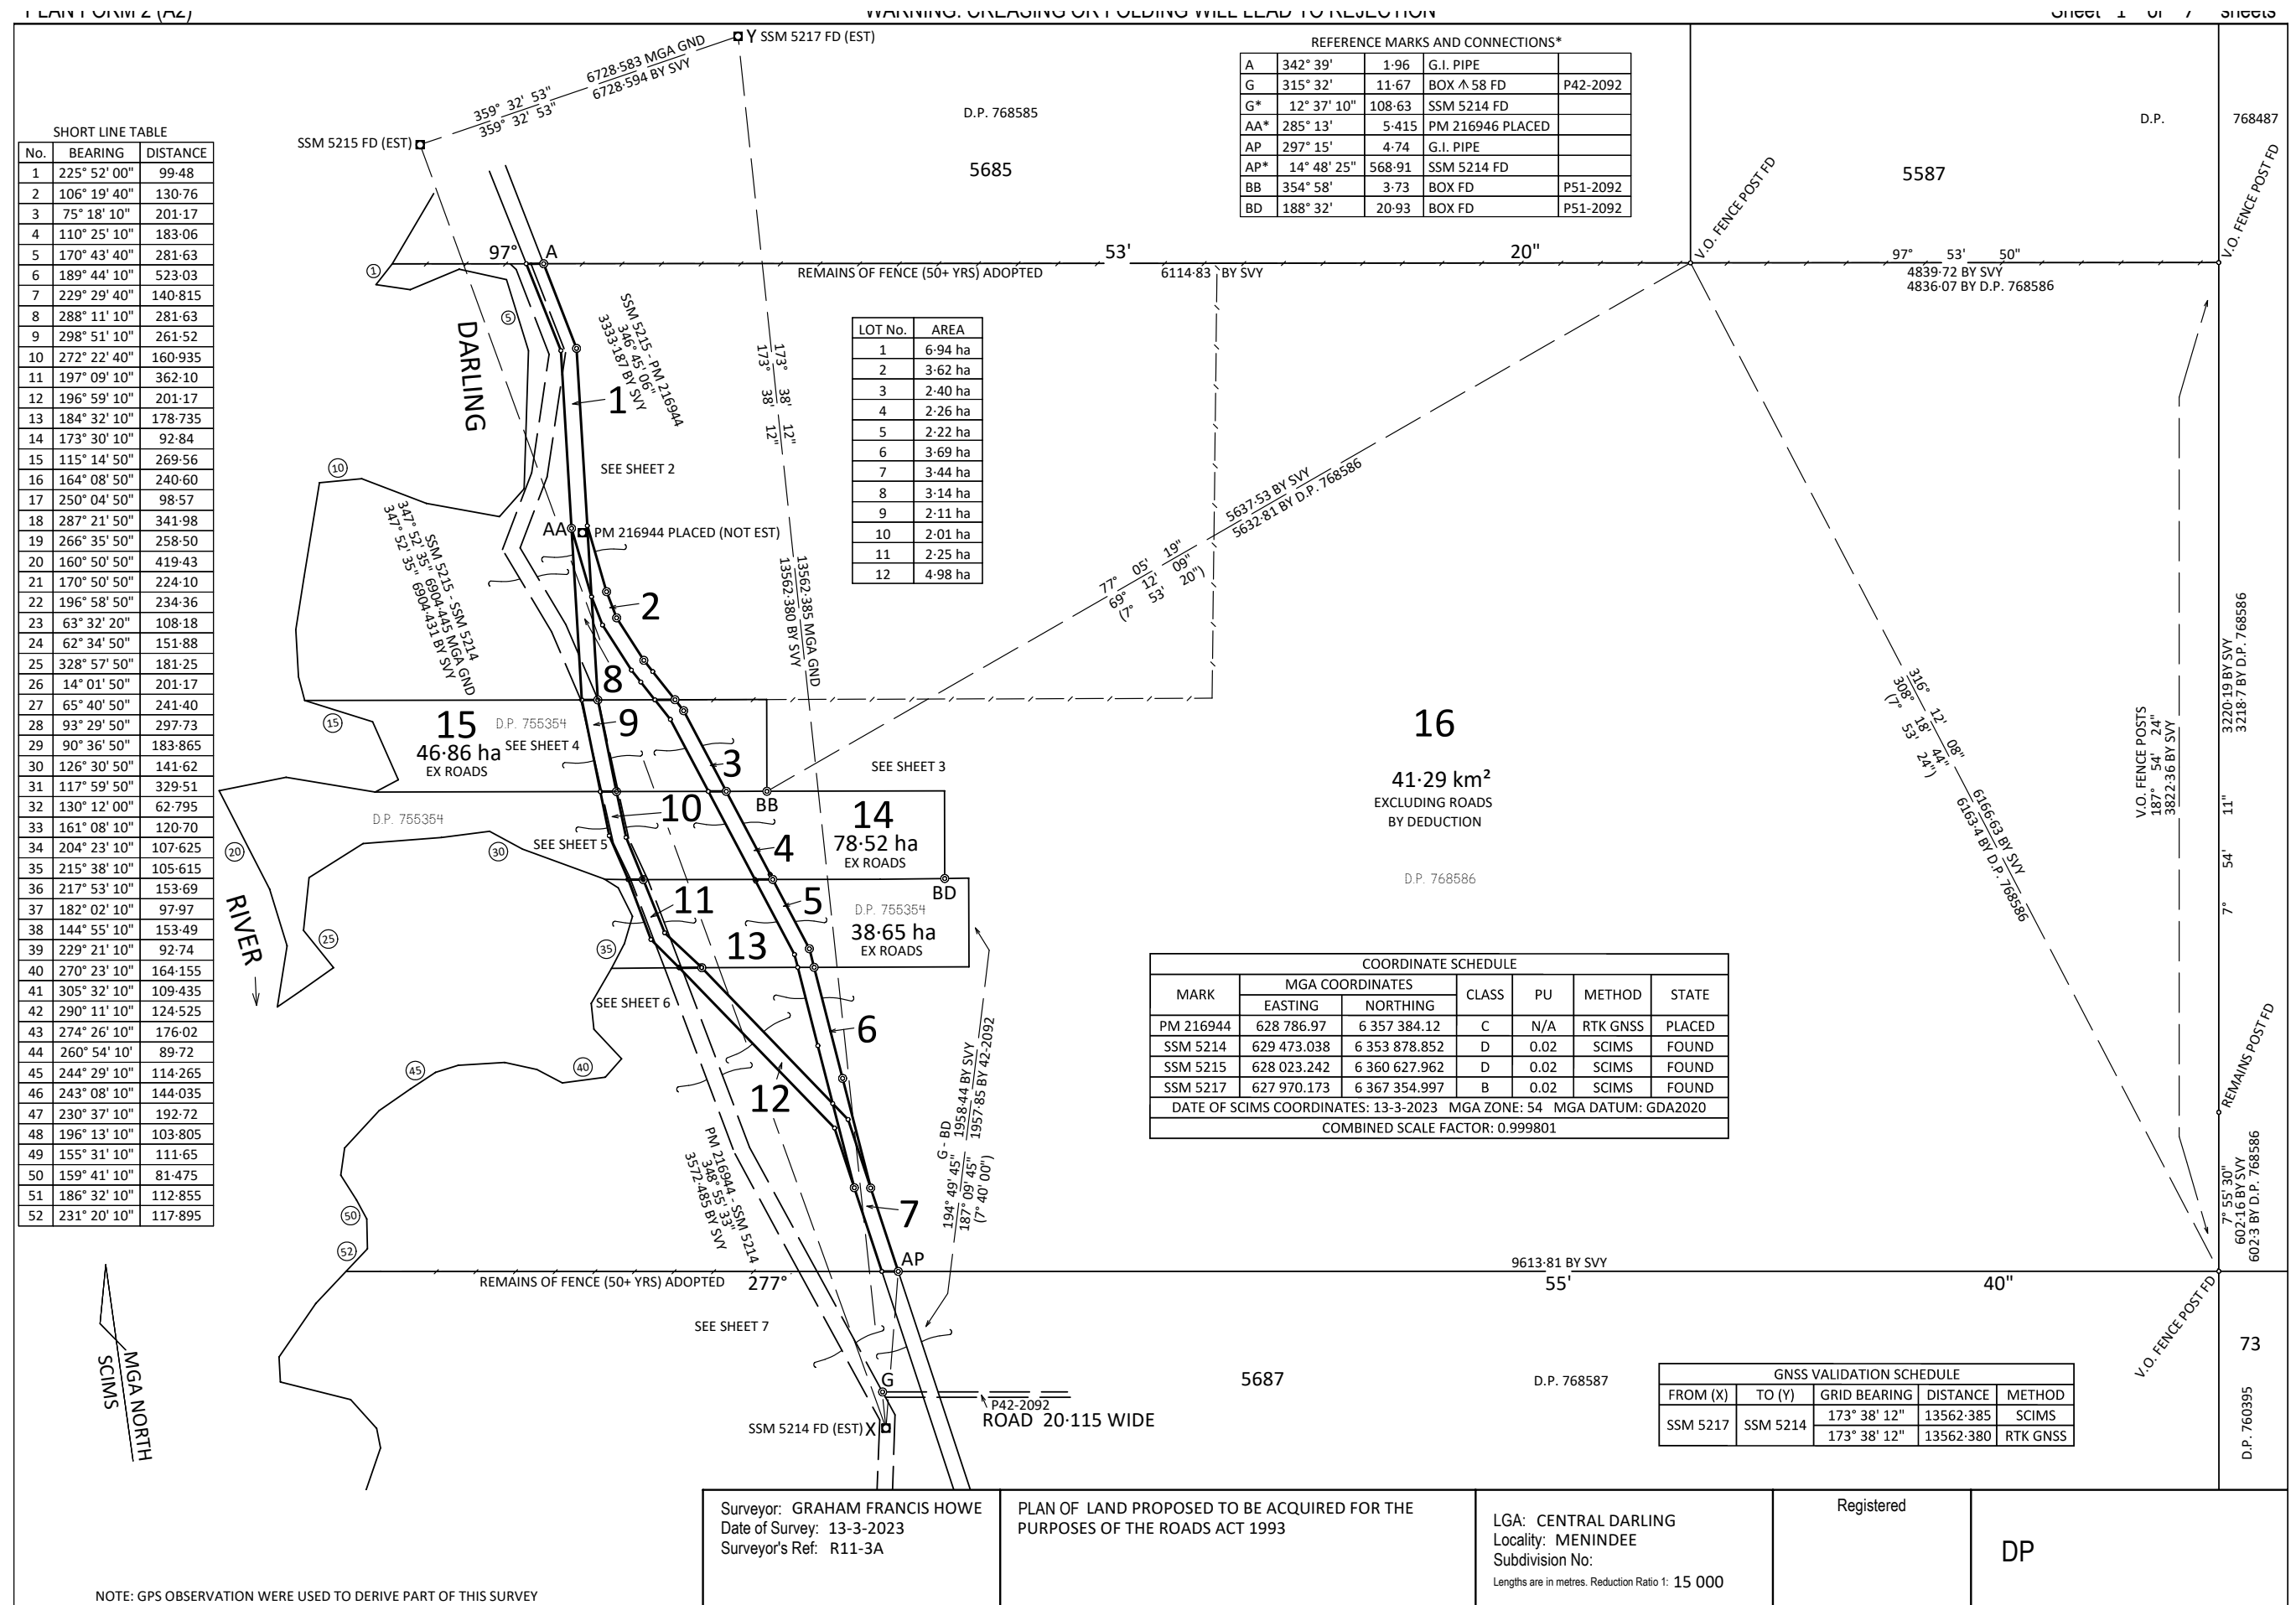 PLAN FORM 2 (A2)
WARNING: CREASING OR FOLDING WILL LEAD TO REJECTION
Sheet 1 of 7 sheets
SHORT LINE TABLE
No. BEARING DISTANCE
1 225° 52' 00" 99·48
2 106° 19' 40" 130·76
3 75° 18' 10" 201·17
4 110° 25' 10" 183·06
5 170° 43' 40" 281·63
6 189° 44' 10" 523·03
7 229° 29' 40" 140·815
8 288° 11' 10" 281·63
9 298° 51' 10" 261·52
10 272° 22' 40" 160·935
11 197° 09' 10" 362·10
12 196° 59' 10" 201·17
13 184° 32' 10" 178·735
14 173° 30' 10" 92·84
15 115° 14' 50" 269·56
16 164° 08' 50" 240·60
17 250° 04' 50" 98·57
18 287° 21' 50" 341·98
19 266° 35' 50" 258·50
20 160° 50' 50" 419·43
21 170° 50' 50" 224·10
22 196° 58' 50" 234·36
23 63° 32' 20" 108·18
24 62° 34' 50" 151·88
25 328° 57' 50" 181·25
26 14° 01' 50" 201·17
27 65° 40' 50" 241·40
28 93° 29' 50" 297·73
29 90° 36' 50" 183·865
30 126° 30' 50" 141·62
31 117° 59' 50" 329·51
32 130° 12' 00" 62·795
33 161° 08' 10" 120·70
34 204° 23' 10" 107·625
35 215° 38' 10" 105·615
36 217° 53' 10" 153·69
37 182° 02' 10" 97·97
38 144° 55' 10" 153·49
39 229° 21' 10" 92·74
40 270° 23' 10" 164·155
41 305° 32' 10" 109·435
42 290° 11' 10" 124·525
43 274° 26' 10" 176·02
44 260° 54' 10' 89·72
45 244° 29' 10" 114·265
46 243° 08' 10" 144·035
47 230° 37' 10" 192·72
48 196° 13' 10" 103·805
49 155° 31' 10" 111·65
50 159° 41' 10" 81·475
51 186° 32' 10" 112·855
52 231° 20' 10" 117·895
Y SSM 5217 FD (EST)
6728·583 MGA GND
6728·594 BY SVY
359° 32' 53"
359° 32' 53"
SSM 5215 FD (EST)
D.P. 768585
5685
REFERENCE MARKS AND CONNECTIONS*
A 342° 39' 1·96 G.I. PIPE
G 315° 32' 11·67 BOX ↑ 58 FD P42-2092
G* 12° 37' 10" 108·63 SSM 5214 FD
AA* 285° 13' 5·415 PM 216946 PLACED
AP 297° 15' 4·74 G.I. PIPE
AP* 14° 48' 25" 568·91 SSM 5214 FD
BB 354° 58' 3·73 BOX FD P51-2092
BD 188° 32' 20·93 BOX FD P51-2092
D.P. 768487
5587
V.O. FENCE POST FD
V.O. FENCE POST FD
97° 53' 20"
A
REMAINS OF FENCE (50+ YRS) ADOPTED
6114·83 BY SVY
97° 53' 50"
4839·72 BY SVY
4836·07 BY D.P. 768586
1
5
10
15
20
25
30
35
40
45
50
52
DARLING
RIVER
SSM 5215 - PM 216944
346° 45' 06"
3333·187 BY SVY
173° 38' 12"
173° 38' 12"
LOT No. AREA
1 6·94 ha
2 3·62 ha
3 2·40 ha
4 2·26 ha
5 2·22 ha
6 3·69 ha
7 3·44 ha
8 3·14 ha
9 2·11 ha
10 2·01 ha
11 2·25 ha
12 4·98 ha
1
SEE SHEET 2
AA
PM 216944 PLACED (NOT EST)
SSM 5215 - SSM 5214
347° 52' 35" 6904·445 MGA GND
347° 52' 35" 6904·431 BY SVY
13562·385 MGA GND
13562·380 BY SVY
5637·53 BY SVY
5632·81 BY D.P. 768586
77° 05' 19"
69° 12' 09"
(7° 53' 20")
2
8
9
15
D.P. 755354
46·86 ha
EX ROADS
SEE SHEET 4
3
SEE SHEET 3
BB
10
D.P. 755354
SEE SHEET 5
14
78·52 ha
EX ROADS
4
BD
11
5
D.P. 755354
38·65 ha
EX ROADS
13
SEE SHEET 6
6
12
7
16
41·29 km²
EXCLUDING ROADS
BY DEDUCTION
D.P. 768586
316° 12' 08"
308° 18' 44"
(7° 53' 24")
6166·63 BY SVY
6163·4 BY D.P. 768586
V.O. FENCE POSTS
187° 54' 24"
3822·36 BY SVY
3220·19 BY SVY
3218·7 BY D.P. 768586
7° 54' 11"
REMAINS POST FD
7° 55' 30"
602·16 BY SVY
602·3 BY D.P. 768586
COORDINATE SCHEDULE
MARK MGA COORDINATES CLASS PU METHOD STATE
EASTING NORTHING
PM 216944 628 786.97 6 357 384.12 C N/A RTK GNSS PLACED
SSM 5214 629 473.038 6 353 878.852 D 0.02 SCIMS FOUND
SSM 5215 628 023.242 6 360 627.962 D 0.02 SCIMS FOUND
SSM 5217 627 970.173 6 367 354.997 B 0.02 SCIMS FOUND
DATE OF SCIMS COORDINATES: 13-3-2023 MGA ZONE: 54 MGA DATUM: GDA2020
COMBINED SCALE FACTOR: 0.999801
G - BD
194° 49' 45" 1958·44 BY SVY
187° 09' 45" 1957·85 BY 42-2092
(7° 40' 00")
PM 216944 - SSM 5214
348° 55' 33"
3572·485 BY SVY
AP
REMAINS OF FENCE (50+ YRS) ADOPTED
277° 55' 40"
9613·81 BY SVY
V.O. FENCE POST FD
73
D.P. 760395
SEE SHEET 7
5687
D.P. 768587
G
P42-2092
ROAD 20·115 WIDE
SSM 5214 FD (EST) X
MGA NORTH
SCIMS
GNSS VALIDATION SCHEDULE
FROM (X) TO (Y) GRID BEARING DISTANCE METHOD
SSM 5217 SSM 5214 173° 38' 12" 13562·385 SCIMS
173° 38' 12" 13562·380 RTK GNSS
Surveyor: GRAHAM FRANCIS HOWE
Date of Survey: 13-3-2023
Surveyor's Ref: R11-3A
PLAN OF LAND PROPOSED TO BE ACQUIRED FOR THE
PURPOSES OF THE ROADS ACT 1993
LGA: CENTRAL DARLING
Locality: MENINDEE
Subdivision No:
Lengths are in metres. Reduction Ratio 1: 15 000
Registered
DP
NOTE: GPS OBSERVATION WERE USED TO DERIVE PART OF THIS SURVEY